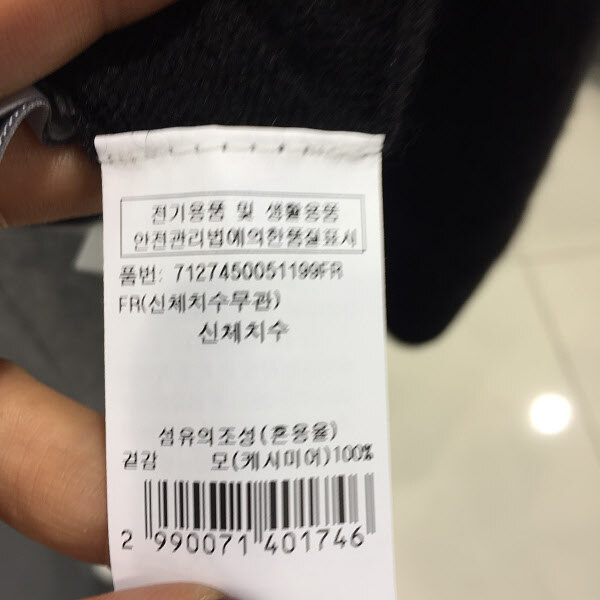 전기용품 및 생활용품
안전관리법에의한품질표시
품번: 7127450051199FR
FR(신체치수무관)
신체치수
섬유의조성(혼용율)
겉감 모(캐시미어)100%
2 990071 401746